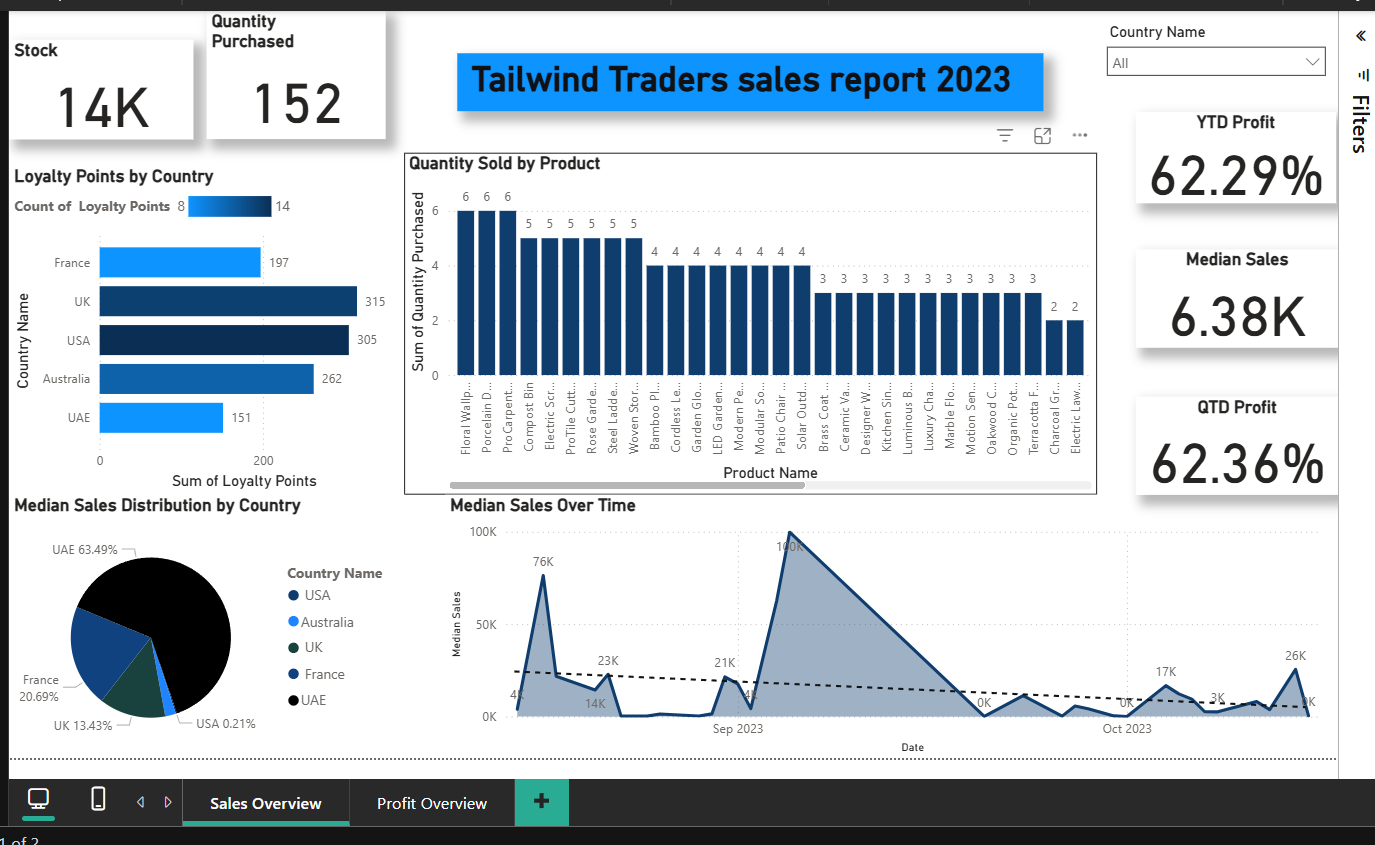 Stock
14K
Quantity
Purchased
152
Tailwind Traders sales report 2023
Country Name
All
Filters
YTD Profit
62.29%
Median Sales
6.38K
QTD Profit
62.36%
Loyalty Points by Country
Count of Loyalty Points 8 14
Country Name
France 197
UK 315
USA 305
Australia 262
UAE 151
0 200
Sum of Loyalty Points
Quantity Sold by Product
Sum of Quantity Purchased
6
4
2
0
6 6 6 5 5 5 5 5 5 4 4 4 4 4 4 4 4 3 3 3 3 3 3 3 3 3 3 3 2 2
Floral Wallp...
Porcelain D...
ProCarpent...
Compost Bin
Electric Scr...
ProTile Cutt...
Rose Garde...
Steel Ladde...
Woven Stor...
Bamboo Pl...
Cordless Le...
Garden Glo...
LED Garden...
Modern Pe...
Modular So...
Patio Chair ...
Solar Outd...
Brass Coat ...
Ceramic Va...
Designer W...
Kitchen Sin...
Luminous B...
Luxury Cha...
Marble Flo...
Motion Sen...
Oakwood C...
Organic Pot...
Terracotta F...
Charcoal Gr...
Electric Law...
Product Name
Median Sales Distribution by Country
UAE 63.49%
France
20.69%
UK 13.43%
USA 0.21%
Country Name
USA
Australia
UK
France
UAE
Median Sales Over Time
Median Sales
100K
50K
0K
4K
76K
14K
23K
21K
4K
100K
0K
0K
17K
3K
26K
0K
Sep 2023
Oct 2023
Date
Sales Overview
Profit Overview
1 of 2